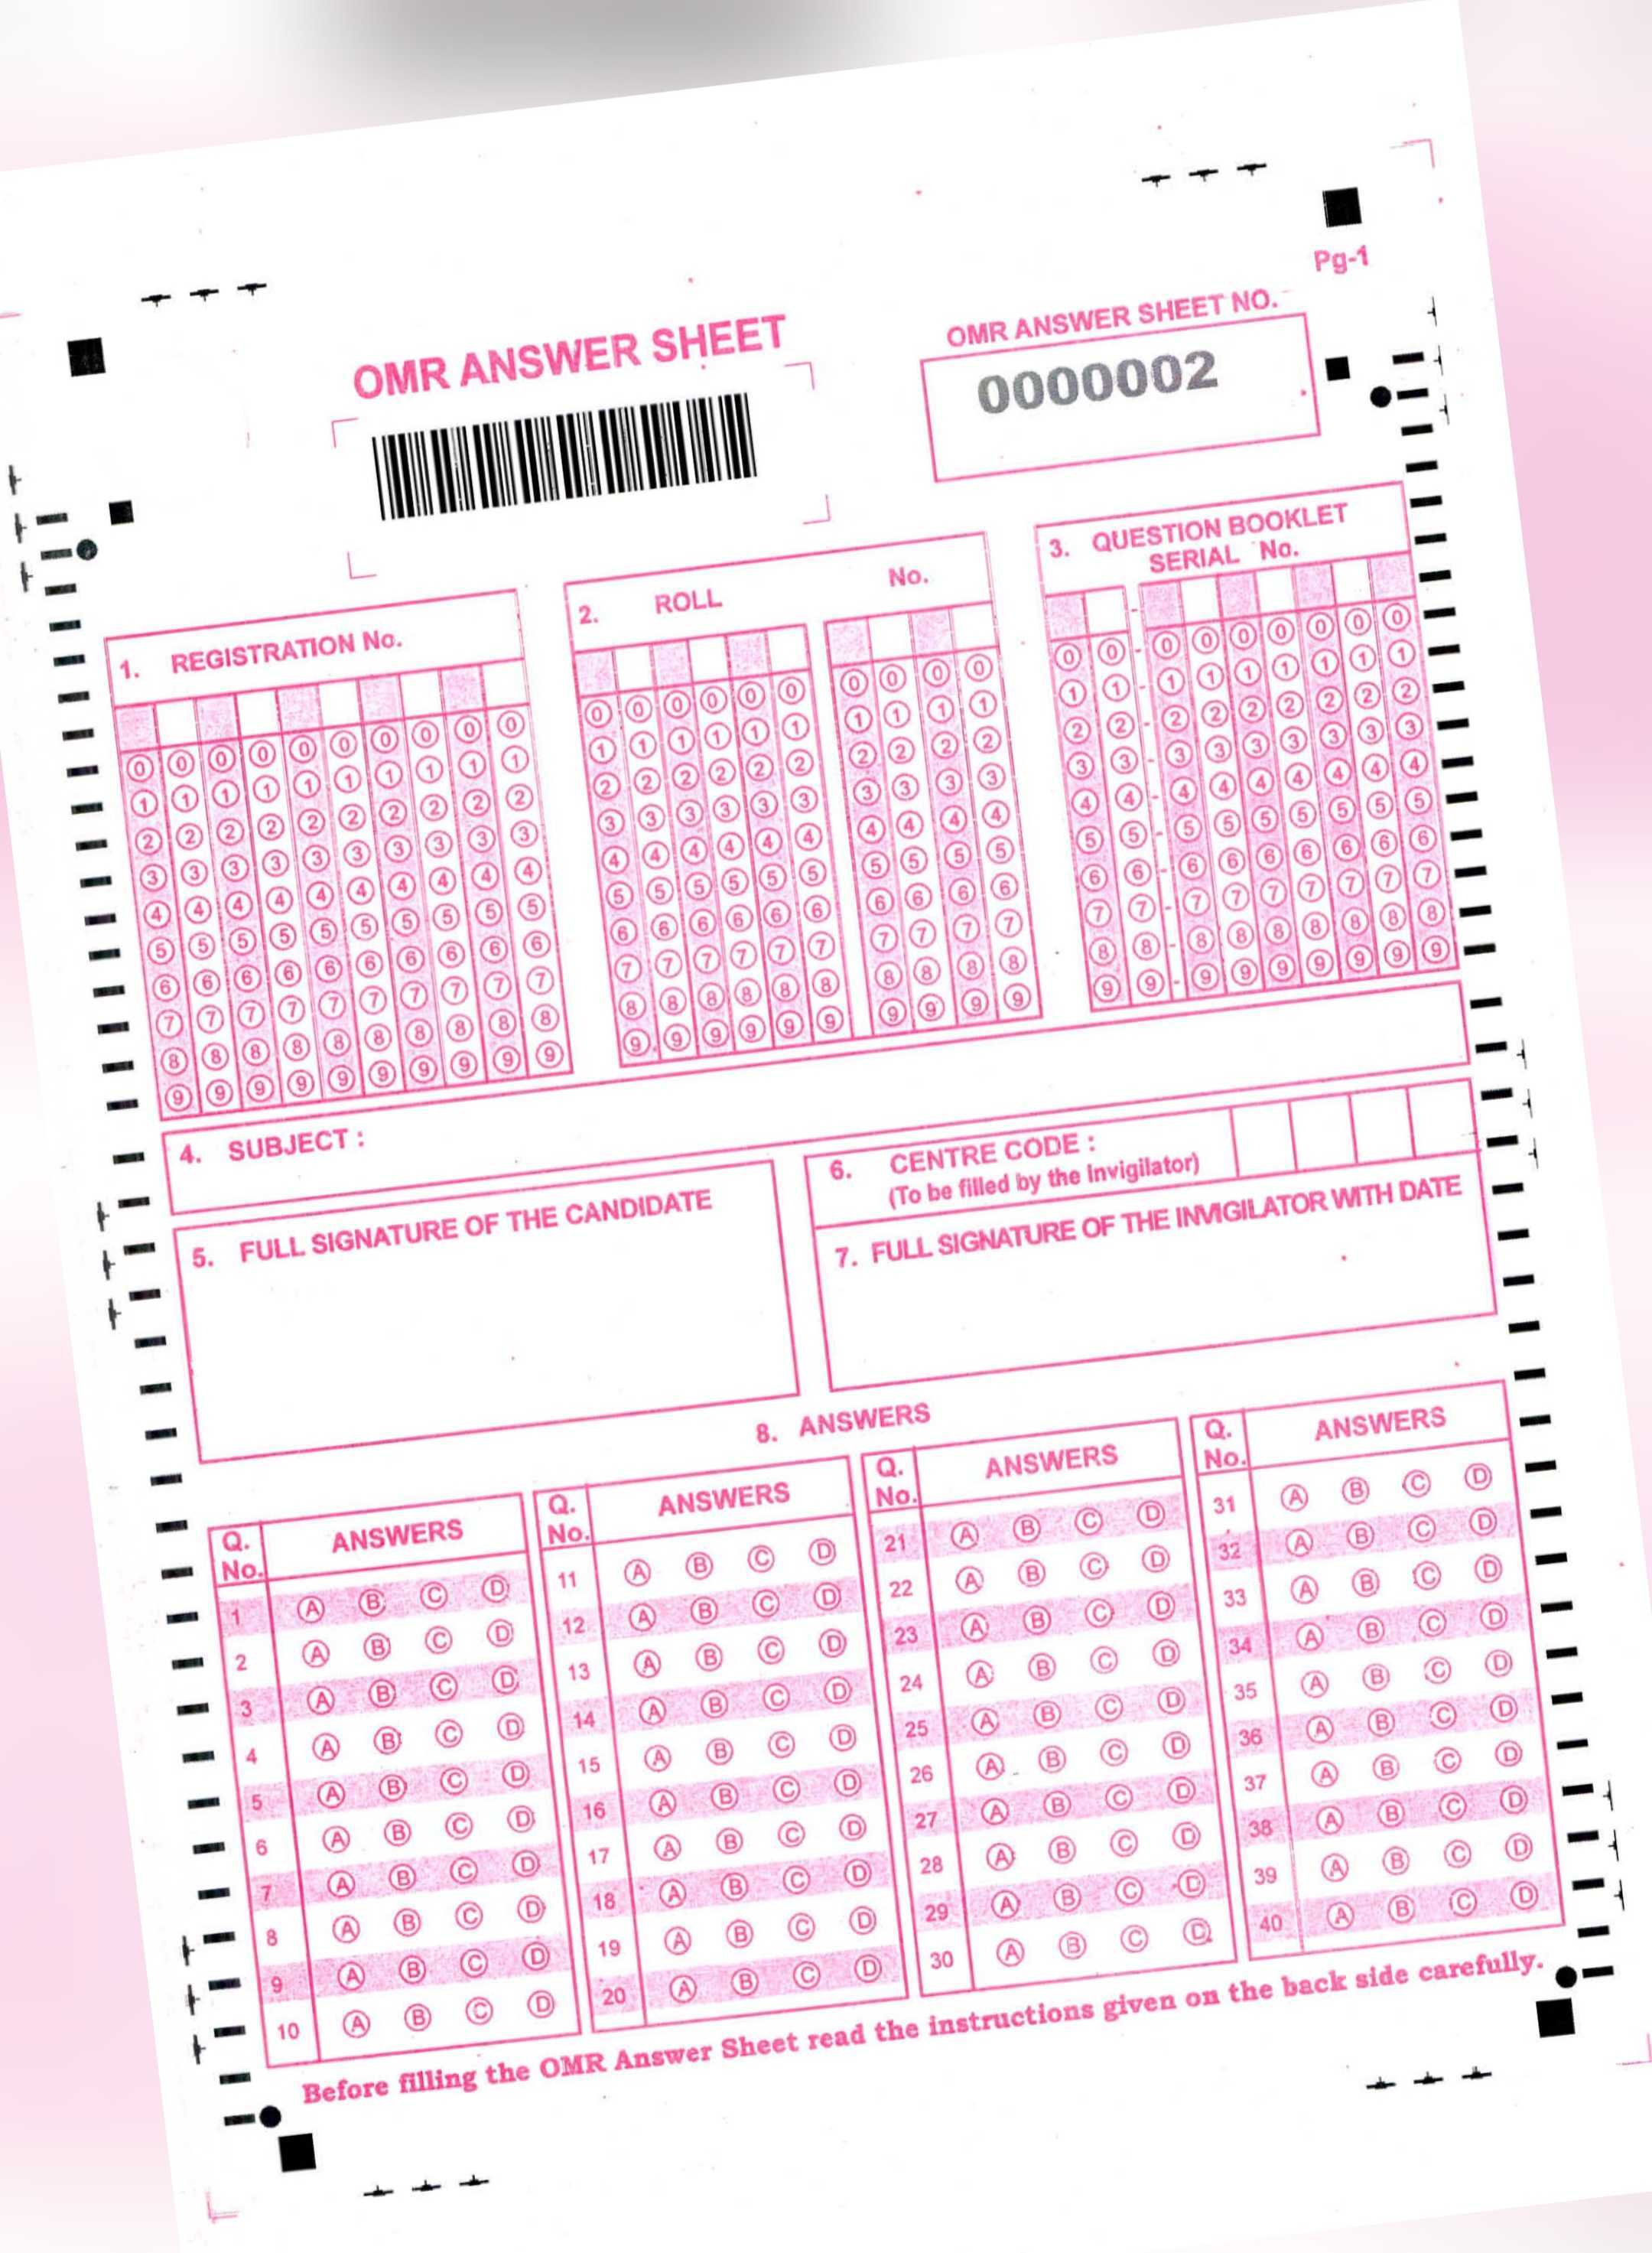 Pg-1
OMR ANSWER SHEET
OMR ANSWER SHEET NO.
0000002
1. REGISTRATION No.
0 0 0 0 0 0 0 0 0 0
1 1 1 1 1 1 1 1 1 1
2 2 2 2 2 2 2 2 2 2
3 3 3 3 3 3 3 3 3 3
4 4 4 4 4 4 4 4 4 4
5 5 5 5 5 5 5 5 5 5
6 6 6 6 6 6 6 6 6 6
7 7 7 7 7 7 7 7 7 7
8 8 8 8 8 8 8 8 8 8
9 9 9 9 9 9 9 9 9 9
2. ROLL No.
0 0 0 0 0 0 0 0 0 0
1 1 1 1 1 1 1 1 1 1
2 2 2 2 2 2 2 2 2 2
3 3 3 3 3 3 3 3 3 3
4 4 4 4 4 4 4 4 4 4
5 5 5 5 5 5 5 5 5 5
6 6 6 6 6 6 6 6 6 6
7 7 7 7 7 7 7 7 7 7
8 8 8 8 8 8 8 8 8 8
9 9 9 9 9 9 9 9 9 9
3. QUESTION BOOKLET
SERIAL No.
-
0 0 - 0 0 0 0 0 0 0
1 1 - 1 1 1 1 1 1 1
2 2 - 2 2 2 2 2 2 2
3 3 - 3 3 3 3 3 3 3
4 4 - 4 4 4 4 4 4 4
5 5 - 5 5 5 5 5 5 5
6 6 - 6 6 6 6 6 6 6
7 7 - 7 7 7 7 7 7 7
8 8 - 8 8 8 8 8 8 8
9 9 - 9 9 9 9 9 9 9
4. SUBJECT :
5. FULL SIGNATURE OF THE CANDIDATE
6. CENTRE CODE :
(To be filled by the Invigilator)
7. FULL SIGNATURE OF THE INVIGILATOR WITH DATE
8. ANSWERS
Q. No. ANSWERS
1 A B C D
2 A B C D
3 A B C D
4 A B C D
5 A B C D
6 A B C D
7 A B C D
8 A B C D
9 A B C D
10 A B C D
Q. No. ANSWERS
11 A B C D
12 A B C D
13 A B C D
14 A B C D
15 A B C D
16 A B C D
17 A B C D
18 A B C D
19 A B C D
20 A B C D
Q. No. ANSWERS
21 A B C D
22 A B C D
23 A B C D
24 A B C D
25 A B C D
26 A B C D
27 A B C D
28 A B C D
29 A B C D
30 A B C D
Q. No. ANSWERS
31 A B C D
32 A B C D
33 A B C D
34 A B C D
35 A B C D
36 A B C D
37 A B C D
38 A B C D
39 A B C D
40 A B C D
Before filling the OMR Answer Sheet read the instructions given on the back side carefully.